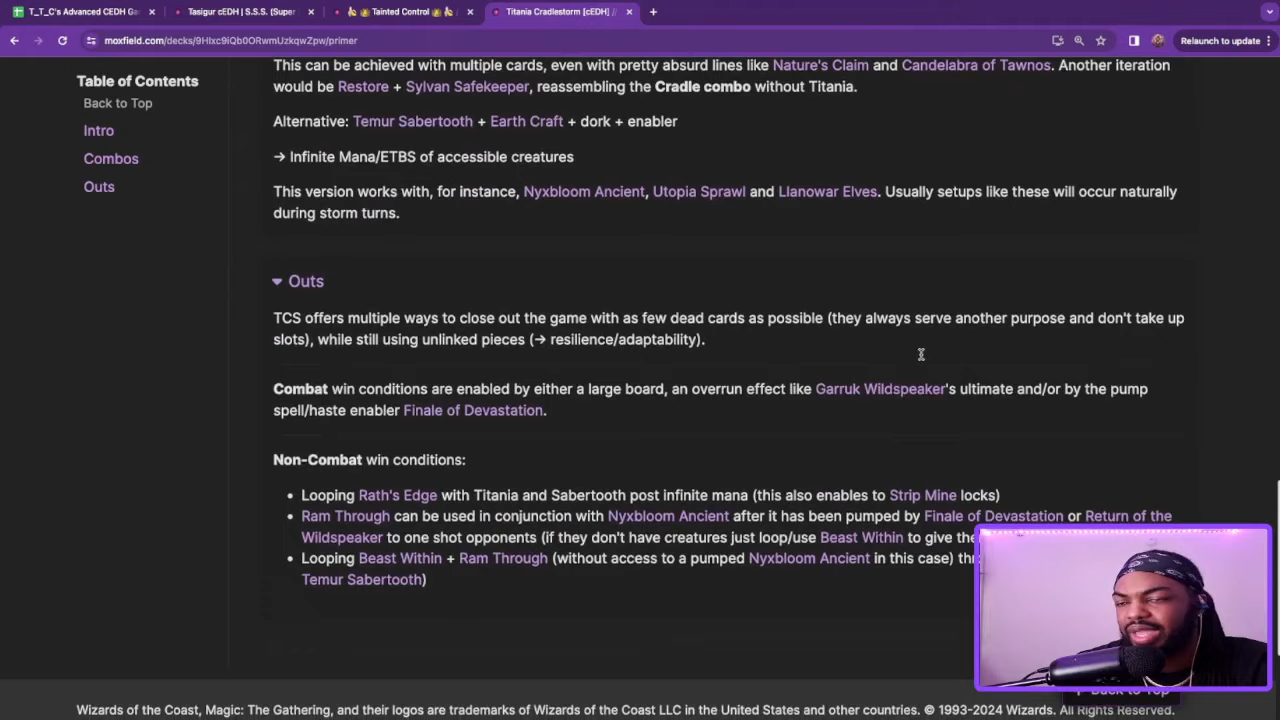 T_T_C's Advanced CEDH Ga
Tasigur cEDH | S.S.S. (Super
Tainted Control
Titania Cradlestorm [cEDH] //
moxfield.com/decks/9HIxc9iQb0ORwmUzkqwZpw/primer
Relaunch to update
Table of Contents
Back to Top
Intro
Combos
Outs
This can be achieved with multiple cards, even with pretty absurd lines like Nature's Claim and Candelabra of Tawnos. Another iteration
would be Restore + Sylvan Safekeeper, reassembling the Cradle combo without Titania.
Alternative: Temur Sabertooth + Earth Craft + dork + enabler
→ Infinite Mana/ETBS of accessible creatures
This version works with, for instance, Nyxbloom Ancient, Utopia Sprawl and Llanowar Elves. Usually setups like these will occur naturally
during storm turns.
Outs
TCS offers multiple ways to close out the game with as few dead cards as possible (they always serve another purpose and don't take up
slots), while still using unlinked pieces (→ resilience/adaptability).
Combat win conditions are enabled by either a large board, an overrun effect like Garruk Wildspeaker's ultimate and/or by the pump
spell/haste enabler Finale of Devastation.
Non-Combat win conditions:
• Looping Rath's Edge with Titania and Sabertooth post infinite mana (this also enables to Strip Mine locks)
• Ram Through can be used in conjunction with Nyxbloom Ancient after it has been pumped by Finale of Devastation or Return of the
Wildspeaker to one shot opponents (if they don't have creatures just loop/use Beast Within to give the
• Looping Beast Within + Ram Through (without access to a pumped Nyxbloom Ancient in this case)
Temur Sabertooth)
Back to Top
Wizards of the Coast, Magic: The Gathering, and their logos are trademarks of Wizards of the Coast LLC in the United States and other countries. © 1993-2024 Wizards. All Rights Reserved.